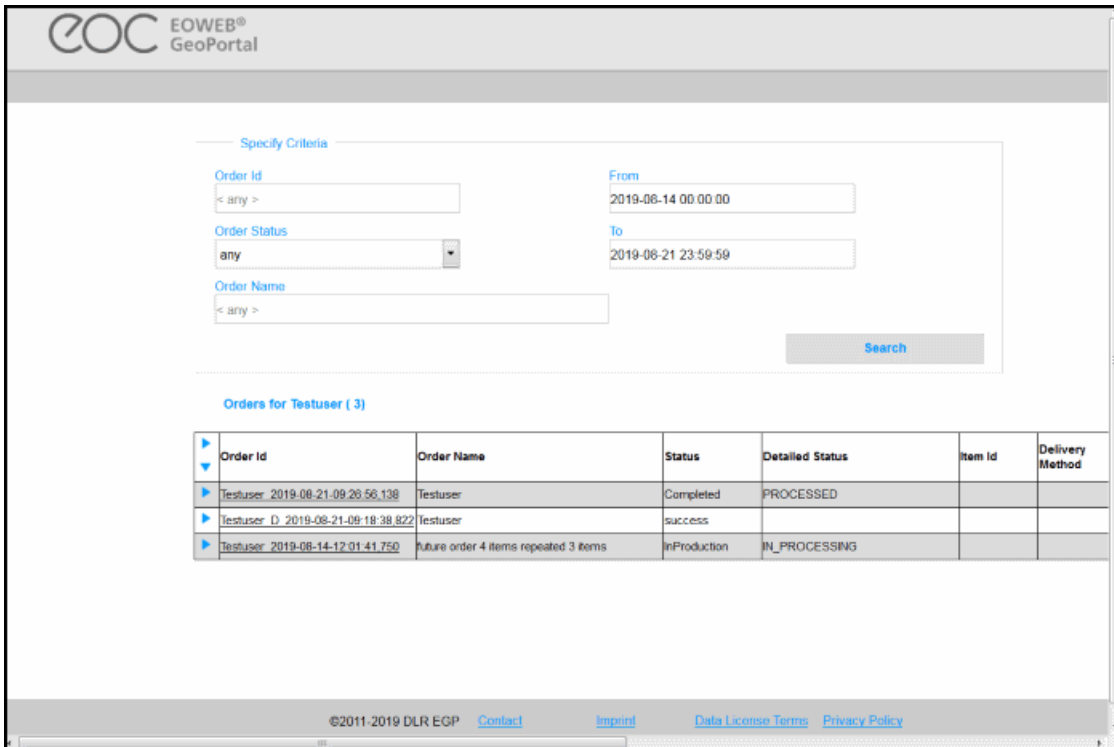 eoc EOWEB®
GeoPortal
Specify Criteria
Order Id From
< any > 2019-08-14 00:00:00
Order Status To
any 2019-08-21 23:59:59
Order Name
< any >
Search
Orders for Testuser ( 3)
Order Id Order Name Status Detailed Status Item Id Delivery Method
Testuser_2019-08-21-09:26:56,138 Testuser Completed PROCESSED
Testuser_D_2019-08-21-09:18:38,822 Testuser success
Testuser_2019-08-14-12:01:41,750 future order 4 items repeated 3 items InProduction IN_PROCESSING
©2011-2019 DLR EGP Contact Imprint Data License Terms Privacy Policy